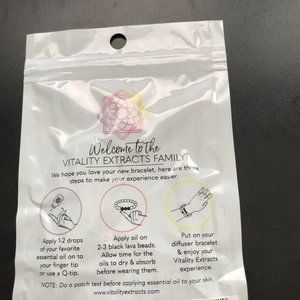 Welcome to the
VITALITY EXTRACTS FAMILY!
We hope you love your new bracelet, here are three
steps to make your experience easier.
1
Apply 1-2 drops
of your favorite
essential oil on to
your finger tip
or use a Q-tip.
2
Apply oil on
2-3 black lava beads.
Allow time for the
oils to dry & absorb
before wearing them.
3
Put on your
diffuser bracelet
& enjoy your
Vitality Extracts
experience.
NOTE: Do a patch test before applying essential oil to your skin.
www.vitalityextracts.com